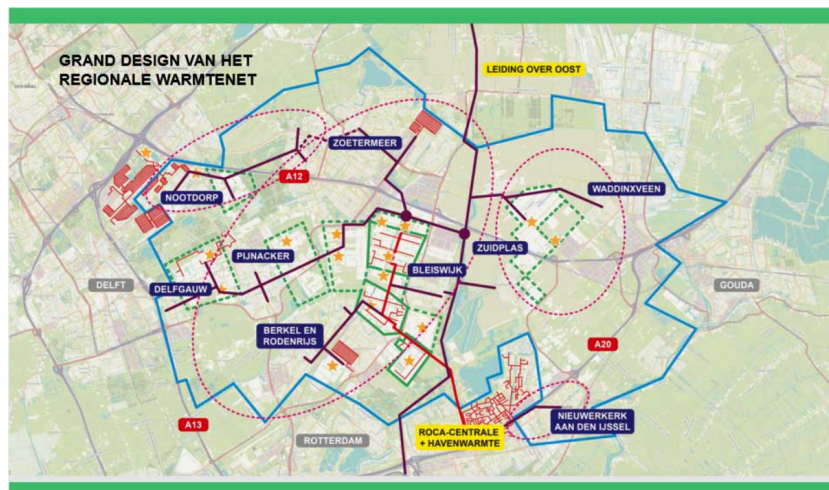 GRAND DESIGN VAN HET
REGIONALE WARMTENET
LEIDING OVER OOST
ZOETERMEER
A12
NOOTDORP
WADDINXVEEN
ZUIDPLAS
PIJNACKER
BLEISWIJK
DELFT
DELFGAUW
GOUDA
BERKEL EN
RODENRIJS
A20
A13
ROTTERDAM
ROCA-CENTRALE
+ HAVENWARMTE
NIEUWERKERK
AAN DEN IJSSEL